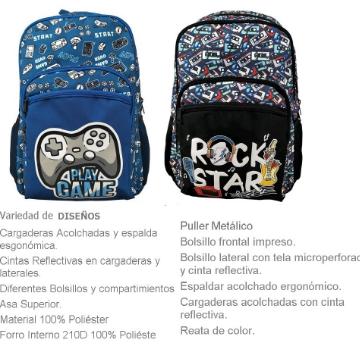 START
PLAY
GAME
ROCK
STAR
Variedad de DISEÑOS
Cargaderas Acolchadas y espalda
esgonómica.
Cintas Reflectivas en cargaderas y
laterales.
Diferentes Bolsillos y compartimientos
Asa Superior.
Material 100% Poliéster
Forro Interno 210D 100% Poliéste
Puller Metálico
Bolsillo frontal impreso.
Bolsillo lateral con tela microperforac
y cinta reflectiva.
Espaldar acolchado ergonómico.
Cargaderas acolchadas con cinta
reflectiva.
Reata de color.